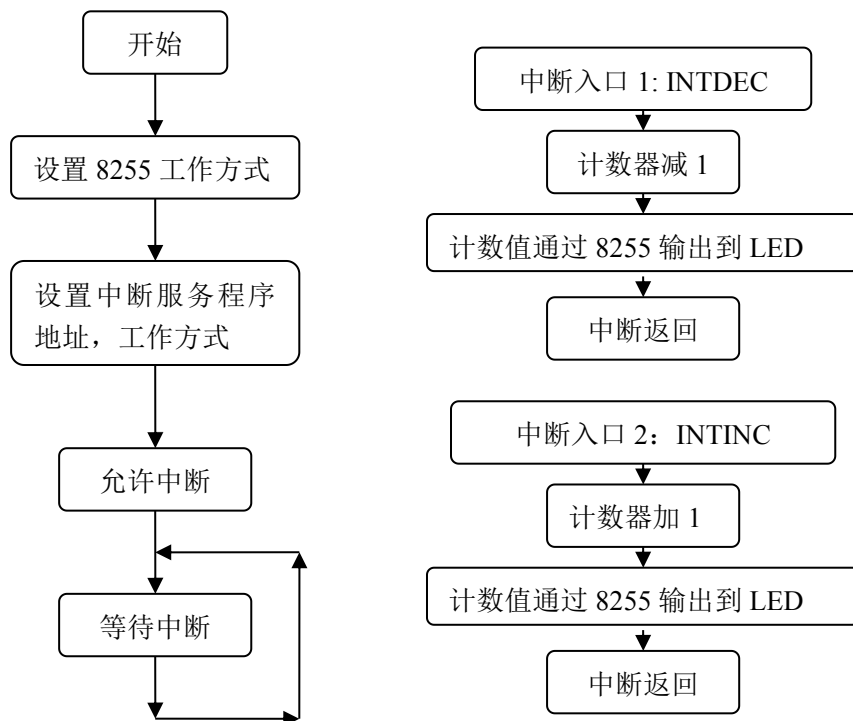 开始
设置 8255 工作方式
设置中断服务程序
地址，工作方式
允许中断
等待中断
中断入口 1: INTDEC
计数器减 1
计数值通过 8255 输出到 LED
中断返回
中断入口 2：INTINC
计数器加 1
计数值通过 8255 输出到 LED
中断返回